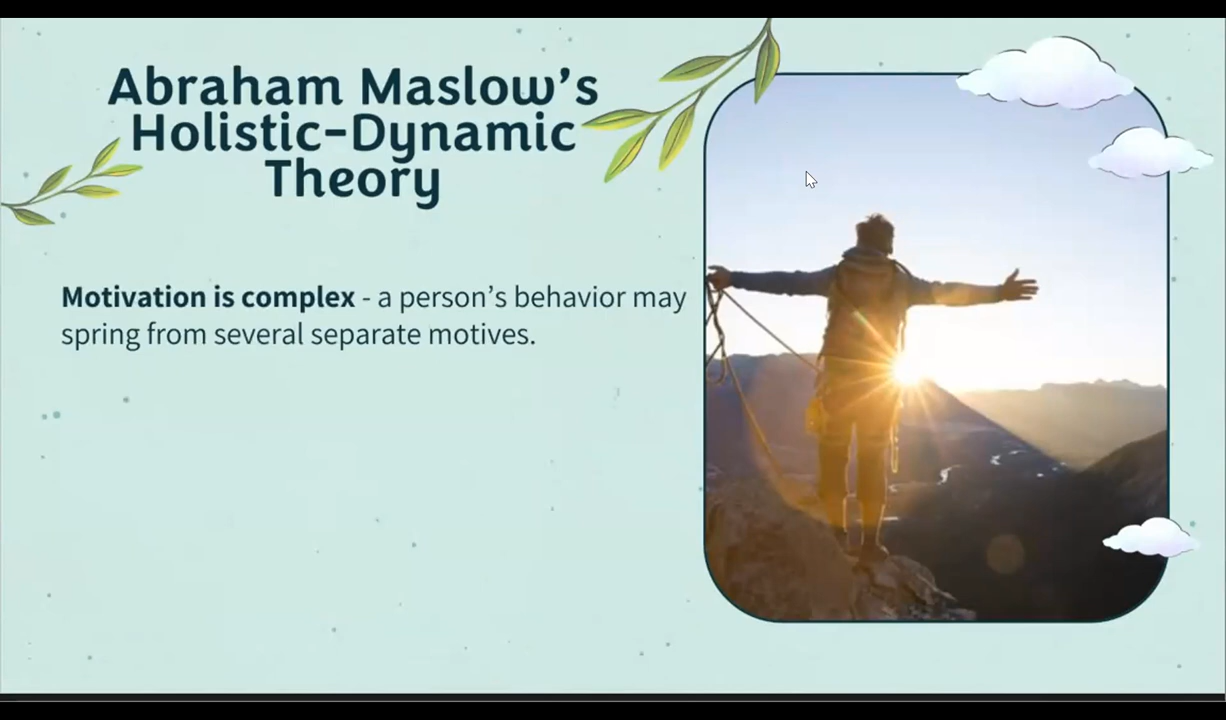 Abraham Maslow’s
Holistic-Dynamic
Theory
Motivation is complex - a person’s behavior may
spring from several separate motives.